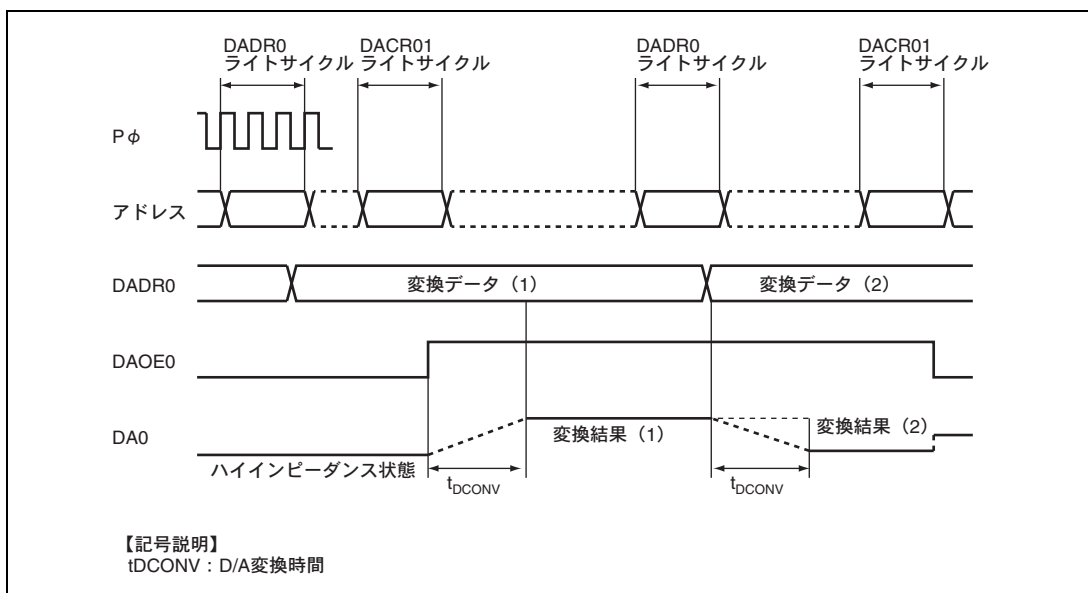 DADR0
ライトサイクル
DACR01
ライトサイクル
DADR0
ライトサイクル
DACR01
ライトサイクル
Pφ
アドレス
DADR0
変換データ（1）
変換データ（2）
DAOE0
DA0
変換結果（1）
変換結果（2）
ハイインピーダンス状態
tDCONV
tDCONV
【記号説明】
tDCONV：D/A変換時間